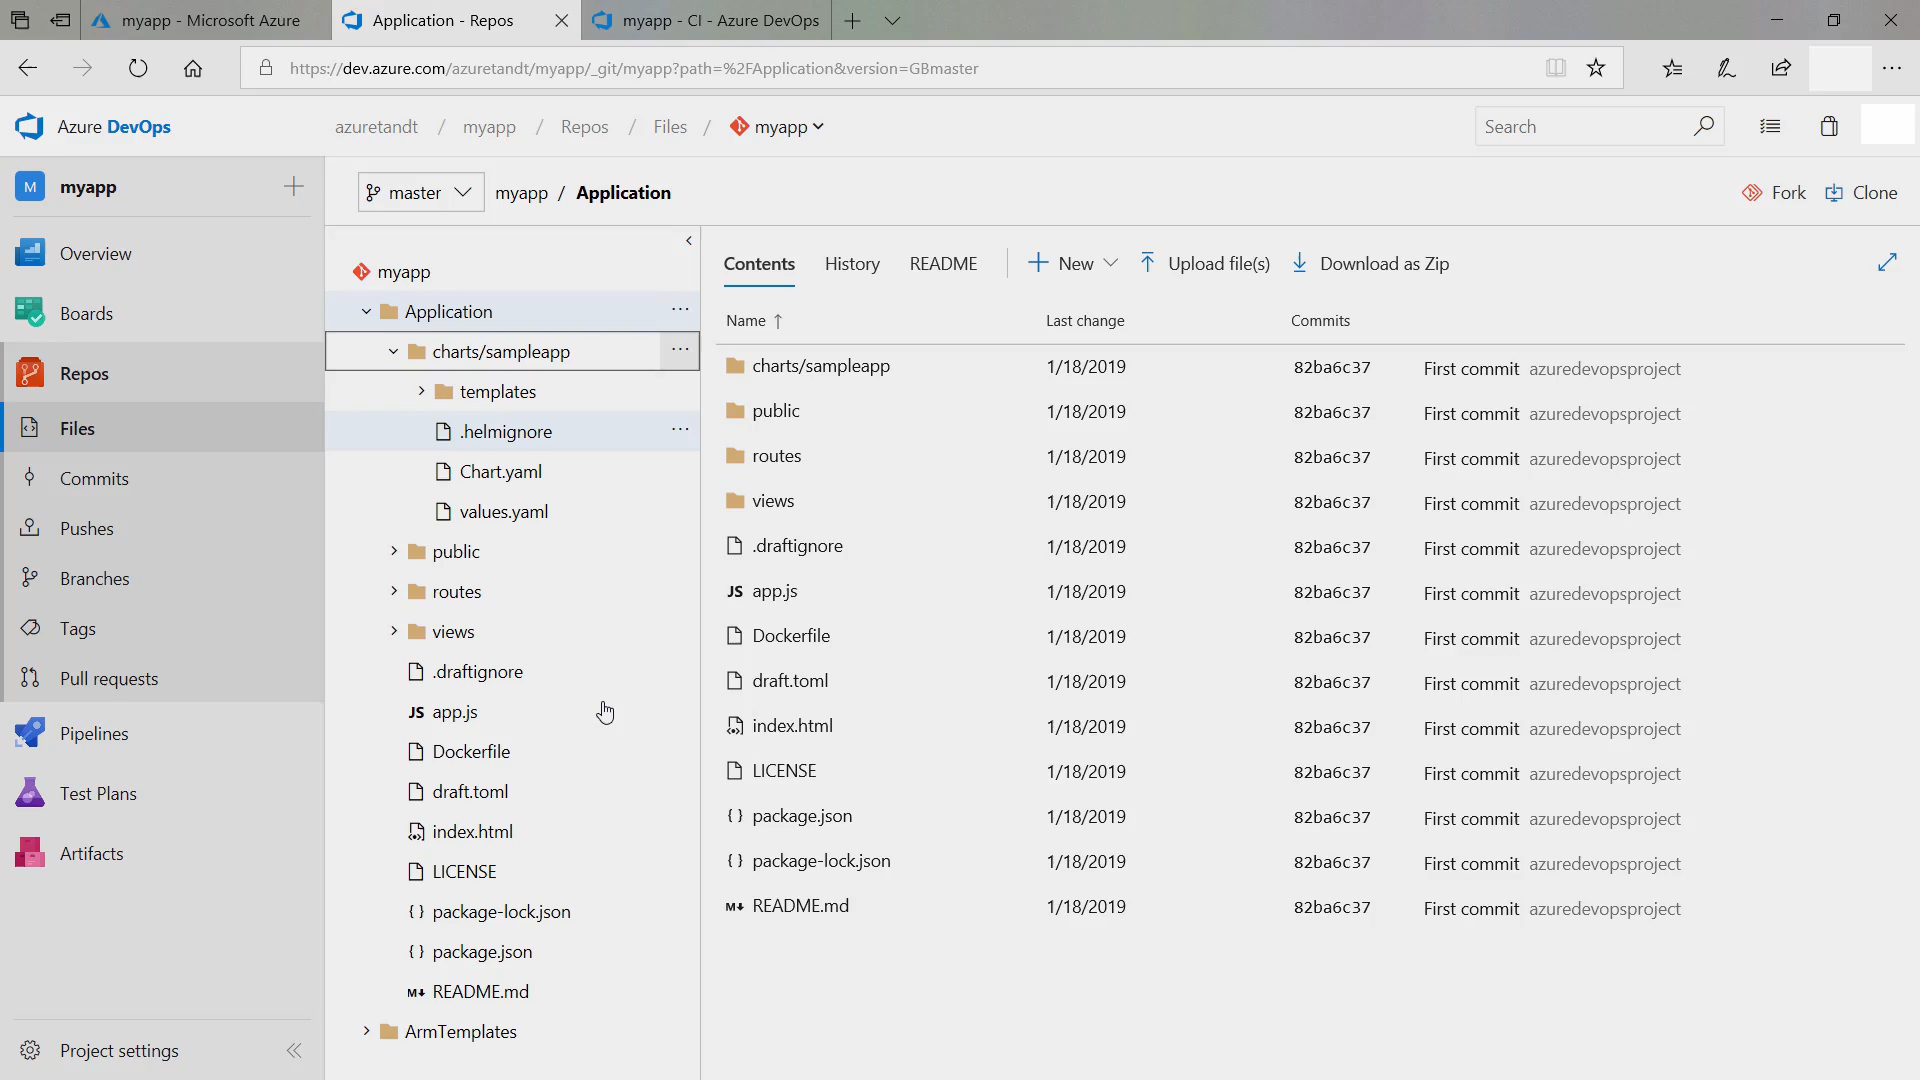 myapp - Microsoft Azure
Application - Repos
myapp - CI - Azure DevOps
https://dev.azure.com/azuretandt/myapp/_git/myapp?path=%2FApplication&version=GBmaster
Azure DevOps
azuretandt / myapp / Repos / Files / myapp
Search
M myapp
Overview
Boards
Repos
Files
Commits
Pushes
Branches
Tags
Pull requests
Pipelines
Test Plans
Artifacts
Project settings
master
myapp / Application
Fork
Clone
myapp
Application
charts/sampleapp
templates
.helmignore
Chart.yaml
values.yaml
public
routes
views
.draftignore
JS app.js
Dockerfile
draft.toml
index.html
LICENSE
{ } package-lock.json
{ } package.json
M↓ README.md
ArmTemplates
Contents History README New Upload file(s) Download as Zip
Name ↑ Last change Commits
charts/sampleapp 1/18/2019 82ba6c37 First commit azuredevopsproject
public 1/18/2019 82ba6c37 First commit azuredevopsproject
routes 1/18/2019 82ba6c37 First commit azuredevopsproject
views 1/18/2019 82ba6c37 First commit azuredevopsproject
.draftignore 1/18/2019 82ba6c37 First commit azuredevopsproject
JS app.js 1/18/2019 82ba6c37 First commit azuredevopsproject
Dockerfile 1/18/2019 82ba6c37 First commit azuredevopsproject
draft.toml 1/18/2019 82ba6c37 First commit azuredevopsproject
index.html 1/18/2019 82ba6c37 First commit azuredevopsproject
LICENSE 1/18/2019 82ba6c37 First commit azuredevopsproject
{ } package.json 1/18/2019 82ba6c37 First commit azuredevopsproject
{ } package-lock.json 1/18/2019 82ba6c37 First commit azuredevopsproject
M↓ README.md 1/18/2019 82ba6c37 First commit azuredevopsproject